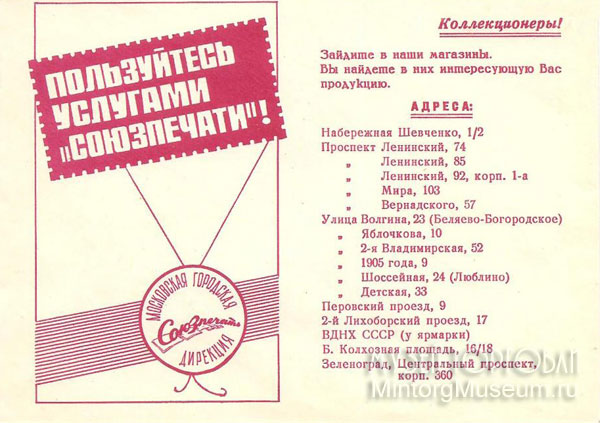 ПОЛЬЗУЙТЕСЬ
УСЛУГАМИ
„СОЮЗПЕЧАТИ"!
МОСКОВСКАЯ ГОРОДСКАЯ
Союзпечать
ДИРЕКЦИЯ
Коллекционеры!
Зайдите в наши магазины.
Вы найдете в них интересующую Вас
продукцию.
АДРЕСА:
Набережная Шевченко, 1/2
Проспект Ленинский, 74
„ Ленинский, 85
„ Ленинский, 92, корп. 1-а
„ Мира, 103
„ Вернадского, 57
Улица Волгина, 23 (Беляево-Богородское)
„ Яблочкова, 10
„ 2-я Владимирская, 52
„ 1905 года, 9
„ Шоссейная, 24 (Люблино)
„ Детская, 33
Перовский проезд, 9
2-й Лихоборский проезд, 17
ВДНХ СССР (у ярмарки)
Б. Колхозная площадь, 16/18
Зеленоград, Центральный проспект,
корп. 360
MintorgMuseum.ru